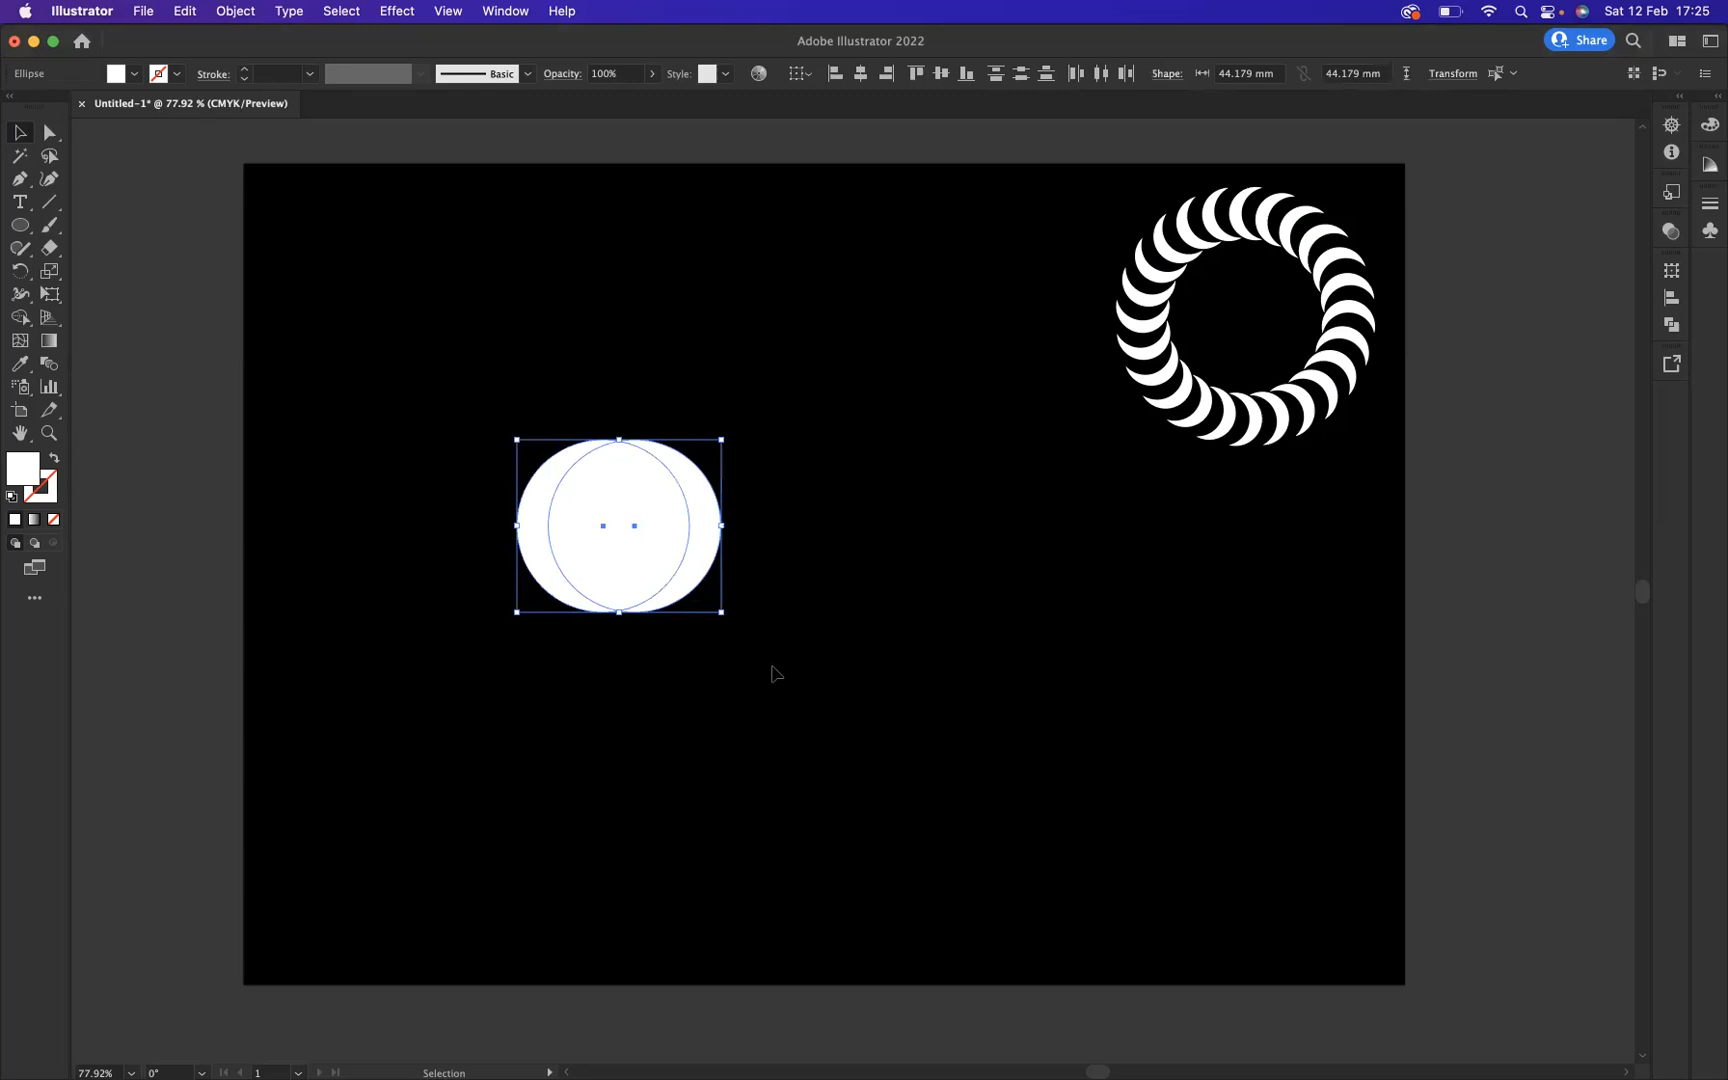 Illustrator File Edit Object Type Select Effect View Window Help Sat 12 Feb 17:25
Adobe Illustrator 2022 Share
Ellipse Stroke: Basic Opacity: 100% Style: Shape: 44.179 mm 44.179 mm Transform
× Untitled-1* @ 77.92 % (CMYK/Preview)
77.92% 0° 1 Selection